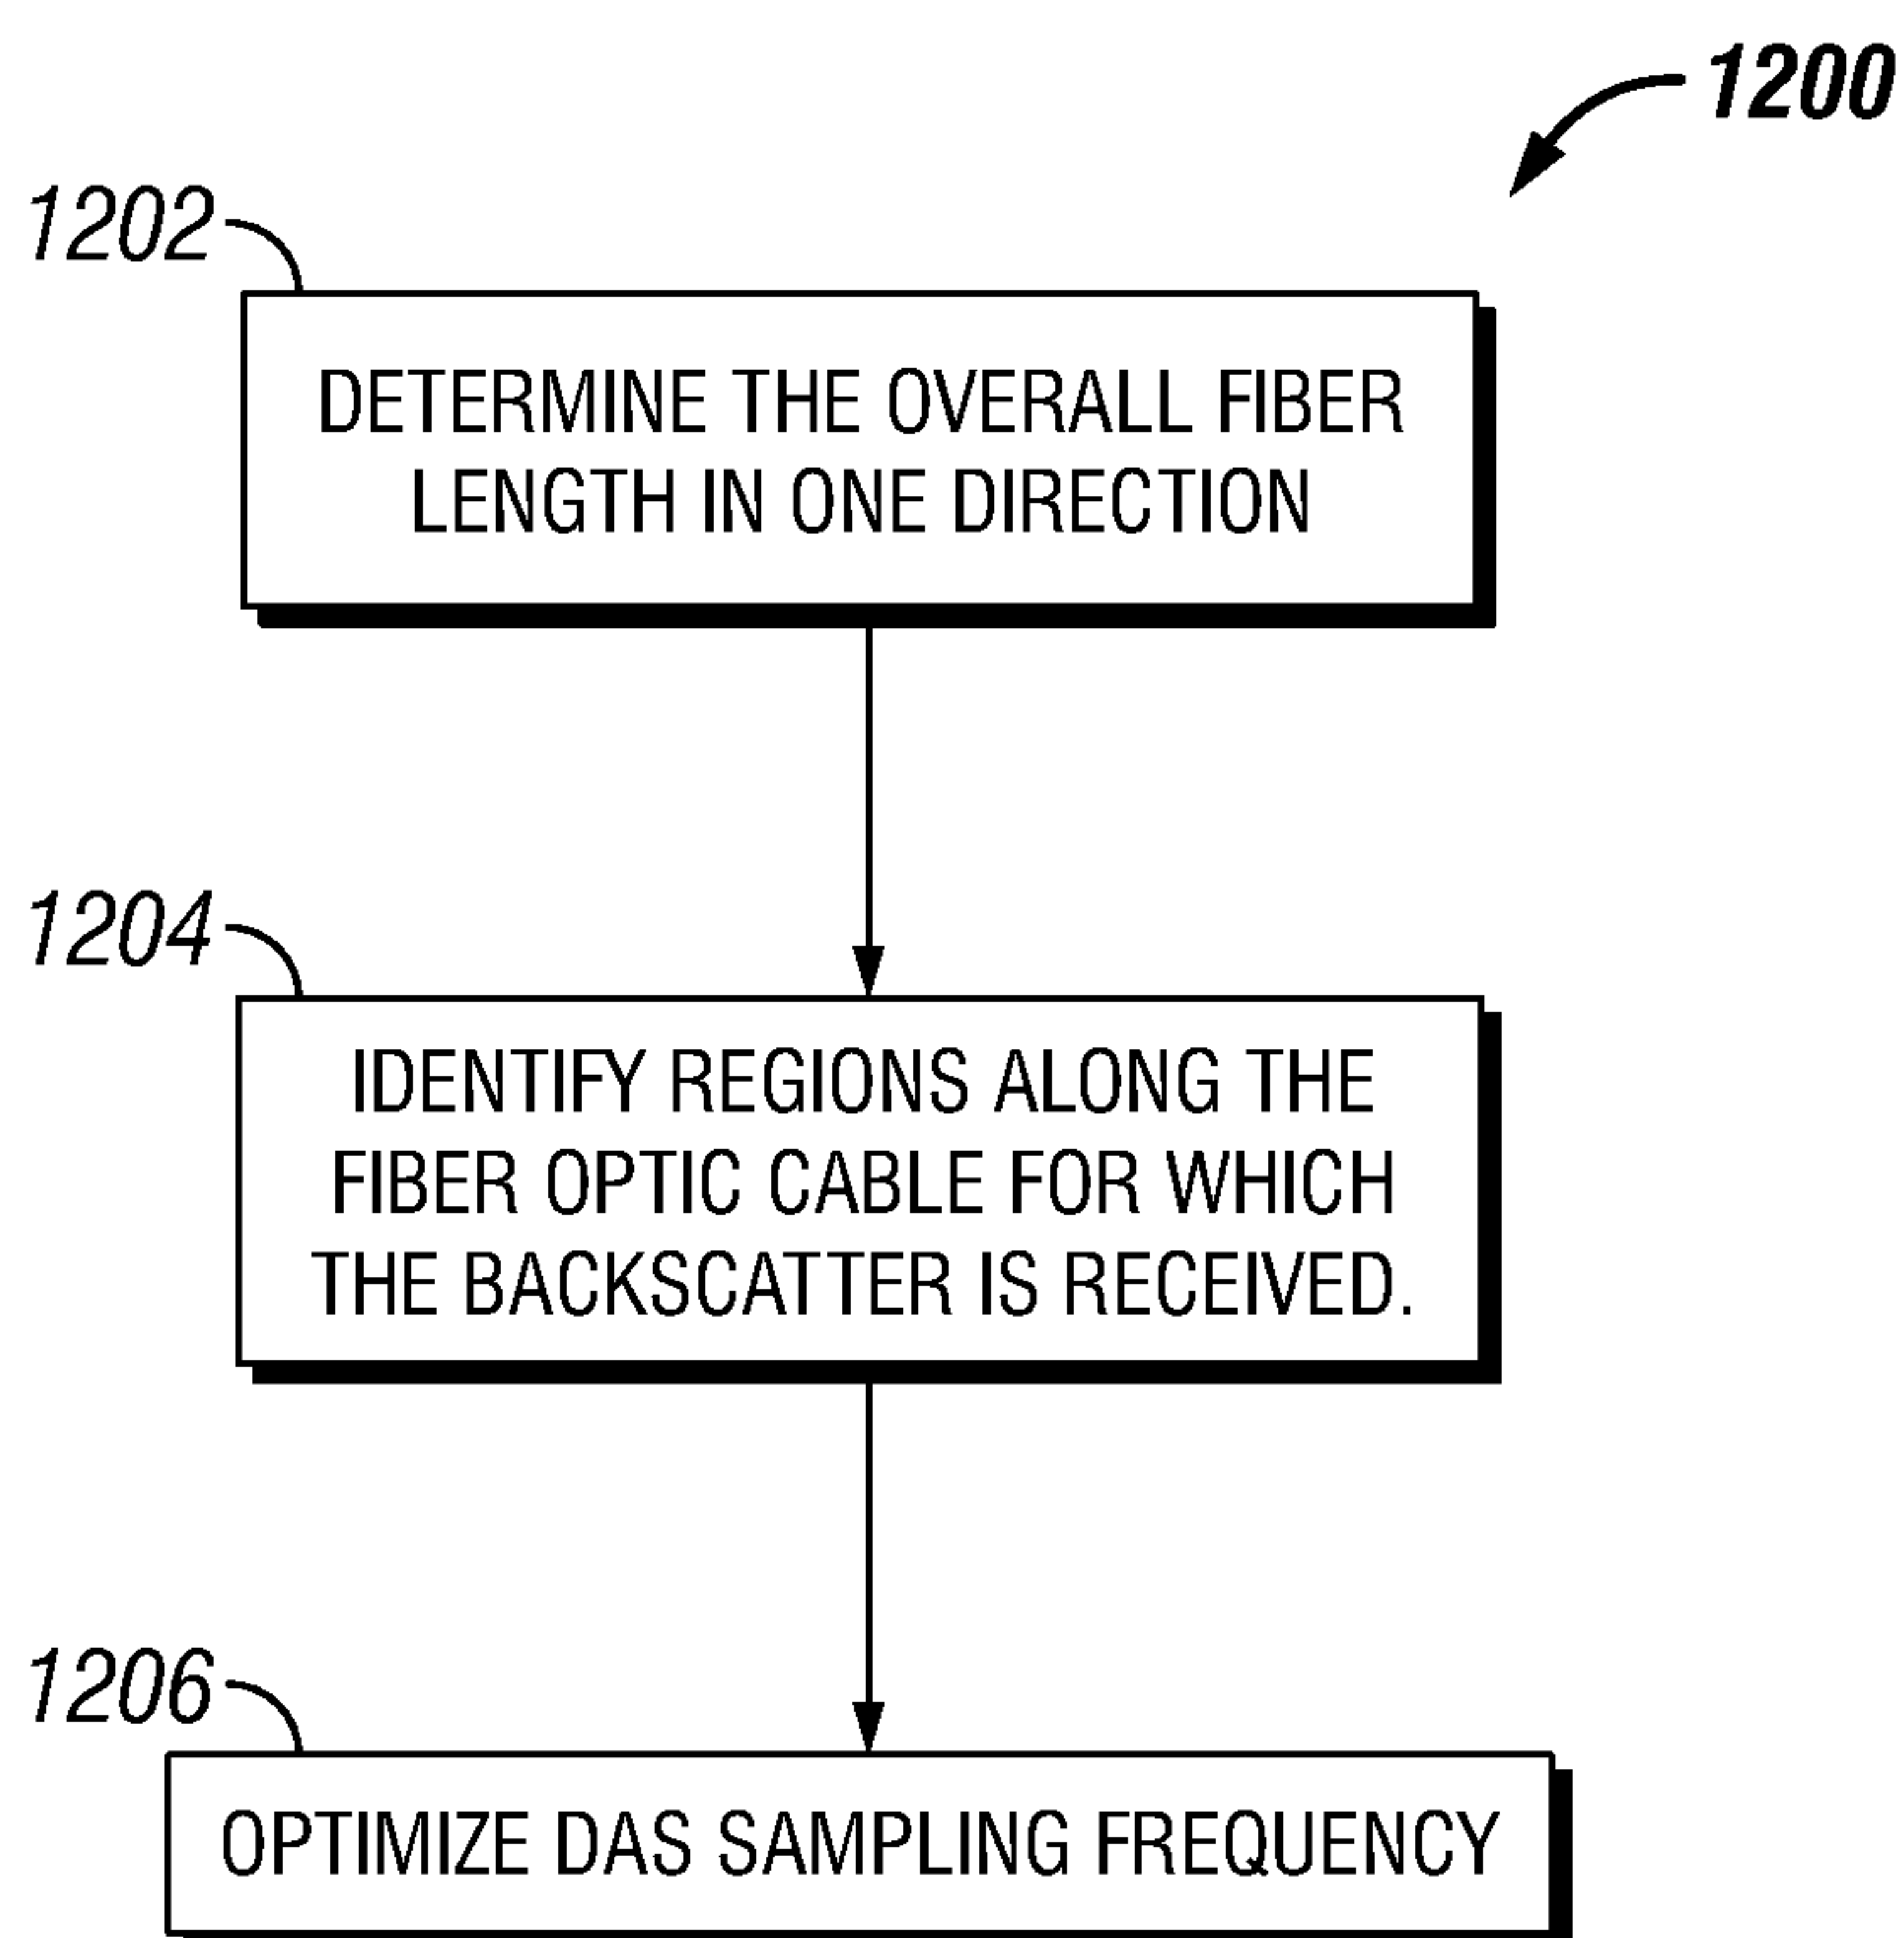 1200
1202
DETERMINE THE OVERALL FIBER
LENGTH IN ONE DIRECTION
1204
IDENTIFY REGIONS ALONG THE
FIBER OPTIC CABLE FOR WHICH
THE BACKSCATTER IS RECEIVED.
1206
OPTIMIZE DAS SAMPLING FREQUENCY